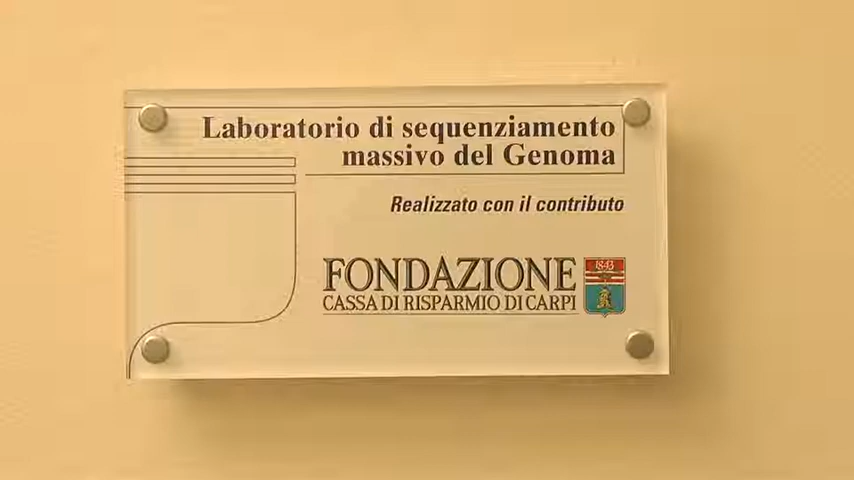 Laboratorio di sequenziamento
massivo del Genoma
Realizzato con il contributo
FONDAZIONE
CASSA DI RISPARMIO DI CARPI
1843